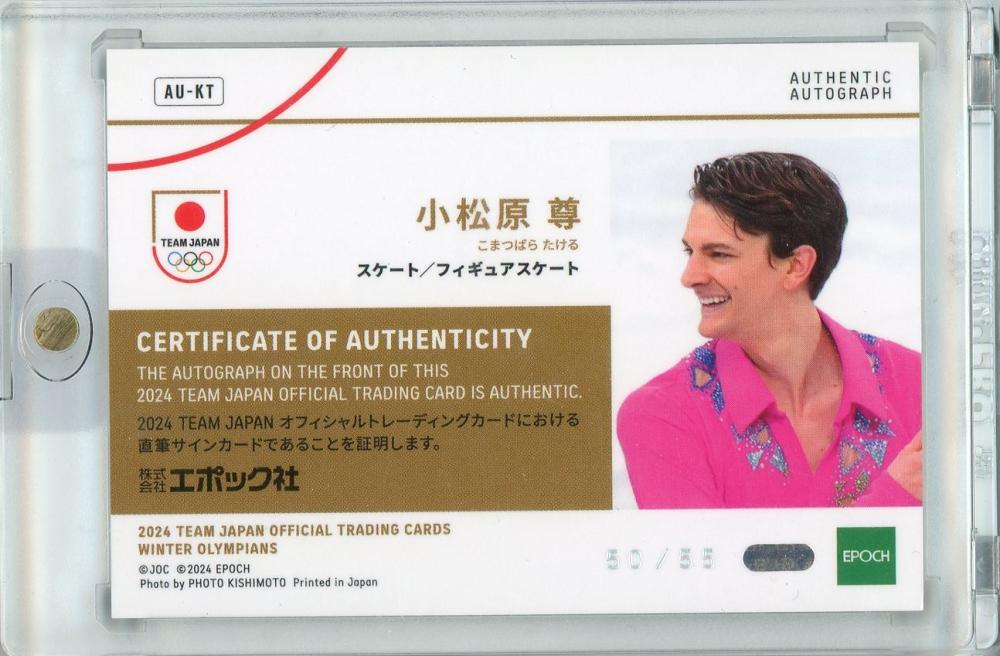 AU-KT
AUTHENTIC
AUTOGRAPH
TEAM JAPAN
小松原 尊
こまつばら たける
スケート/フィギュアスケート
CERTIFICATE OF AUTHENTICITY
THE AUTOGRAPH ON THE FRONT OF THIS
2024 TEAM JAPAN OFFICIAL TRADING CARD IS AUTHENTIC.
2024 TEAM JAPAN オフィシャルトレーディングカードにおける
直筆サインカードであることを証明します。
株式会社エポック社
2024 TEAM JAPAN OFFICIAL TRADING CARDS
WINTER OLYMPIANS
©JOC ©2024 EPOCH
Photo by PHOTO KISHIMOTO Printed in Japan
50/55
EPOCH